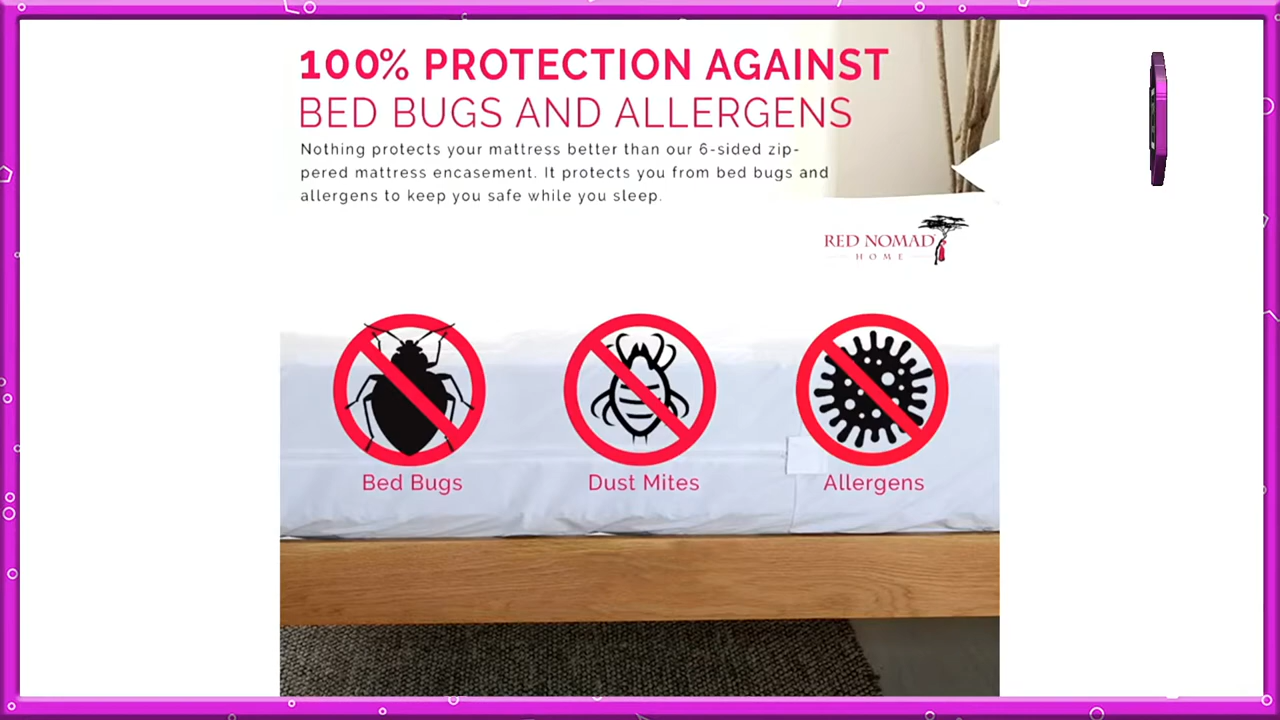 100% PROTECTION AGAINST
BED BUGS AND ALLERGENS
Nothing protects your mattress better than our 6-sided zip-
pered mattress encasement. It protects you from bed bugs and
allergens to keep you safe while you sleep.
RED NOMAD
HOME
Bed Bugs
Dust Mites
Allergens